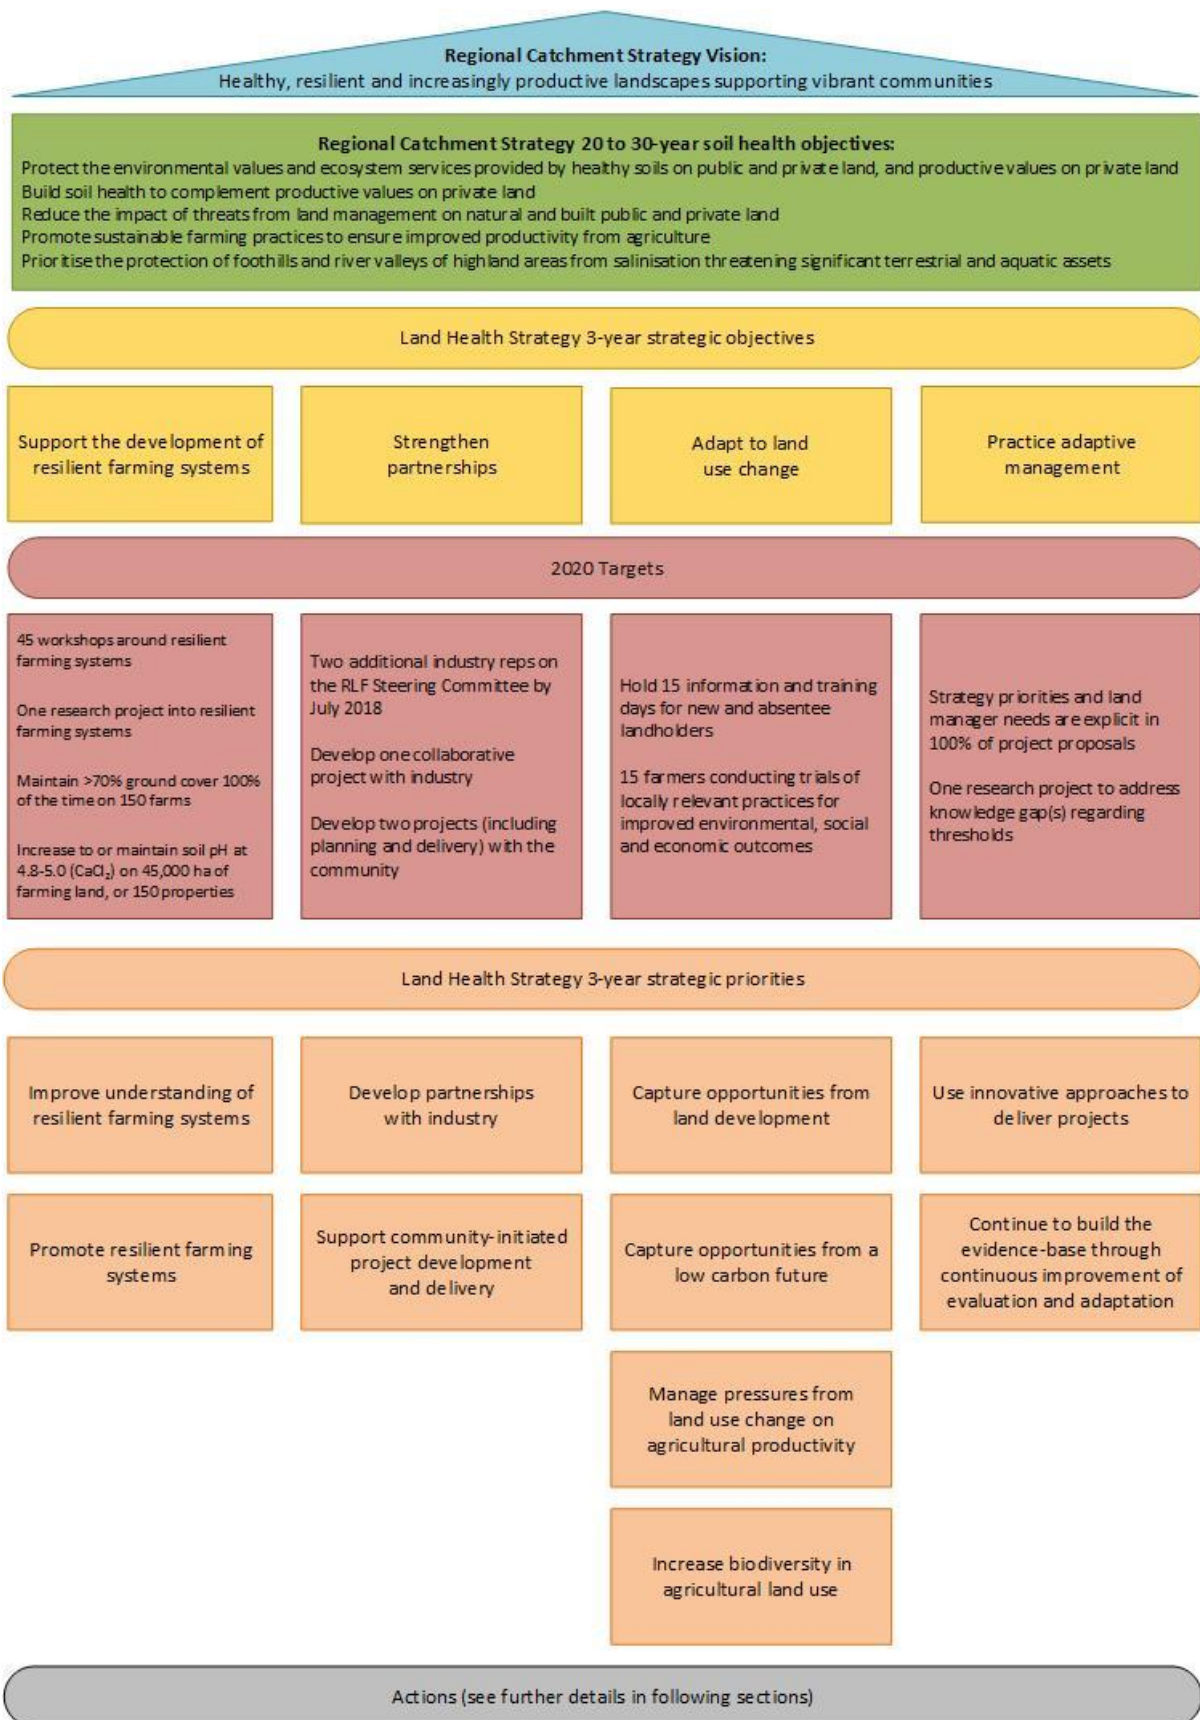 Regional Catchment Strategy Vision:
Healthy, resilient and increasingly productive landscapes supporting vibrant communities
Regional Catchment Strategy 20 to 30-year soil health objectives:
Protect the environmental values and ecosystem services provided by healthy soils on public and private land, and productive values on private land
Build soil health to complement productive values on private land
Reduce the impact of threats from land management on natural and built public and private land
Promote sustainable farming practices to ensure improved productivity from agriculture
Prioritise the protection of foothills and river valleys of highland areas from salinisation threatening significant terrestrial and aquatic assets
Land Health Strategy 3-year strategic objectives
Support the development of
resilient farming systems
Strengthen
partnerships
Adapt to land
use change
Practice adaptive
management
2020 Targets
45 workshops around resilient
farming systems
One research project into resilient
farming systems
Maintain >70% ground cover 100%
of the time on 150 farms
Increase to or maintain soil pH at
4.8-5.0 (CaCl₂) on 45,000 ha of
farming land, or 150 properties
Two additional industry reps on
the RLF Steering Committee by
July 2018
Develop one collaborative
project with industry
Develop two projects (including
planning and delivery) with the
community
Hold 15 information and training
days for new and absentee
landholders
15 farmers conducting trials of
locally relevant practices for
improved environmental, social
and economic outcomes
Strategy priorities and land
manager needs are explicit in
100% of project proposals
One research project to address
knowledge gap(s) regarding
thresholds
Land Health Strategy 3-year strategic priorities
Improve understanding of
resilient farming systems
Develop partnerships
with industry
Capture opportunities from
land development
Use innovative approaches to
deliver projects
Promote resilient farming
systems
Support community-initiated
project development
and delivery
Capture opportunities from a
low carbon future
Continue to build the
evidence-base through
continuous improvement of
evaluation and adaptation
Manage pressures from
land use change on
agricultural productivity
Increase biodiversity in
agricultural land use
Actions (see further details in following sections)